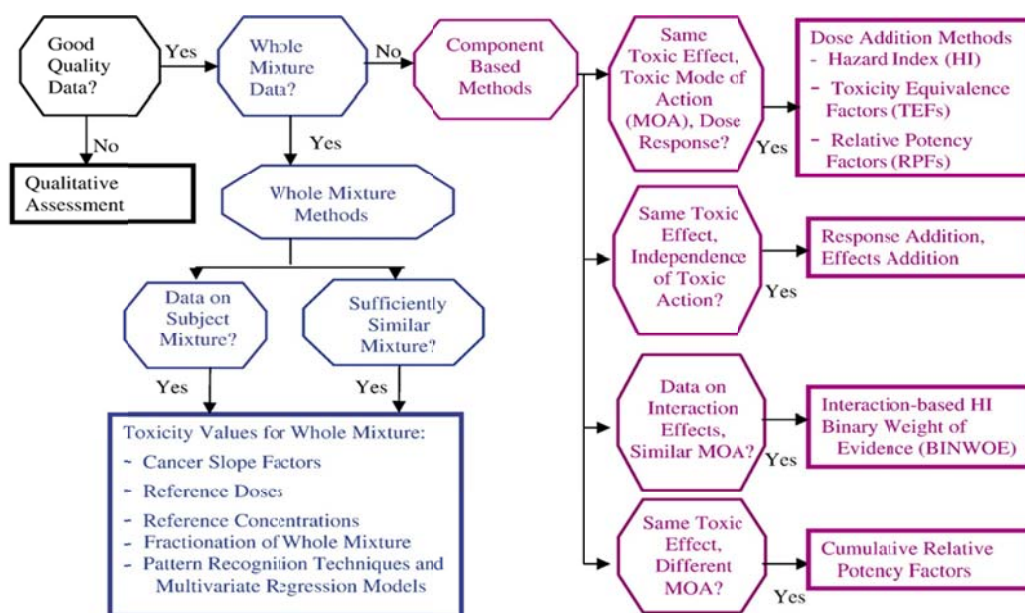 Good
Quality
Data?
Yes
Whole
Mixture
Data?
No
Component
Based
Methods
Same
Toxic Effect,
Toxic Mode of
Action
(MOA), Dose
Response?
Yes
Dose Addition Methods
- Hazard Index (HI)
- Toxicity Equivalence
Factors (TEFs)
- Relative Potency
Factors (RPFs)
No
Qualitative
Assessment
Yes
Whole Mixture
Methods
Data on
Subject
Mixture?
Yes
Sufficiently
Similar
Mixture?
Yes
Toxicity Values for Whole Mixture:
- Cancer Slope Factors
- Reference Doses
- Reference Concentrations
- Fractionation of Whole Mixture
- Pattern Recognition Techniques and
Multivariate Regression Models
Same Toxic
Effect,
Independence
of Toxic
Action?
Yes
Response Addition,
Effects Addition
Data on
Interaction
Effects,
Similar MOA?
Yes
Interaction-based HI
Binary Weight of
Evidence (BINWOE)
Same Toxic
Effect,
Different
MOA?
Yes
Cumulative Relative
Potency Factors